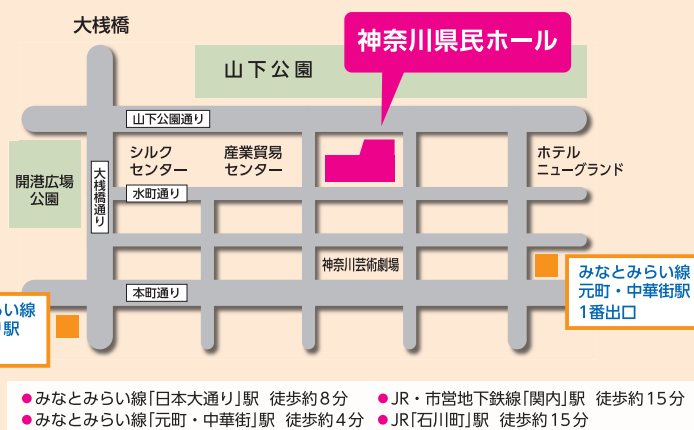 大桟橋
神奈川県民ホール
山下公園
山下公園通り
シルク
センター
産業貿易
センター
ホテル
ニューグランド
開港広場
公園
大桟橋通り
水町通り
神奈川芸術劇場
本町通り
みなとみらい線
元町・中華街駅
1番出口
らい線
駅
●みなとみらい線「日本大通り」駅 徒歩約8分
●JR・市営地下鉄線「関内」駅 徒歩約15分
●みなとみらい線「元町・中華街」駅 徒歩約4分
●JR「石川町」駅 徒歩約15分